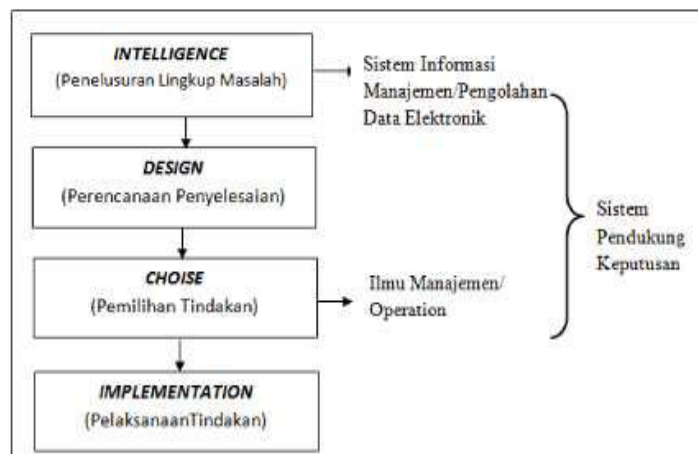 INTELLIGENCE
(Penelusuran Lingkup Masalah)
Sistem Informasi
Manajemen/Pengolahan
Data Elektronik
DESIGN
(Perencanaan Penyelesaian)
Sistem
Pendukung
Keputusan
CHOISE
(Pemilihan Tindakan)
Ilmu Manajemen/
Operation
IMPLEMENTATION
(PelaksanaanTindakan)